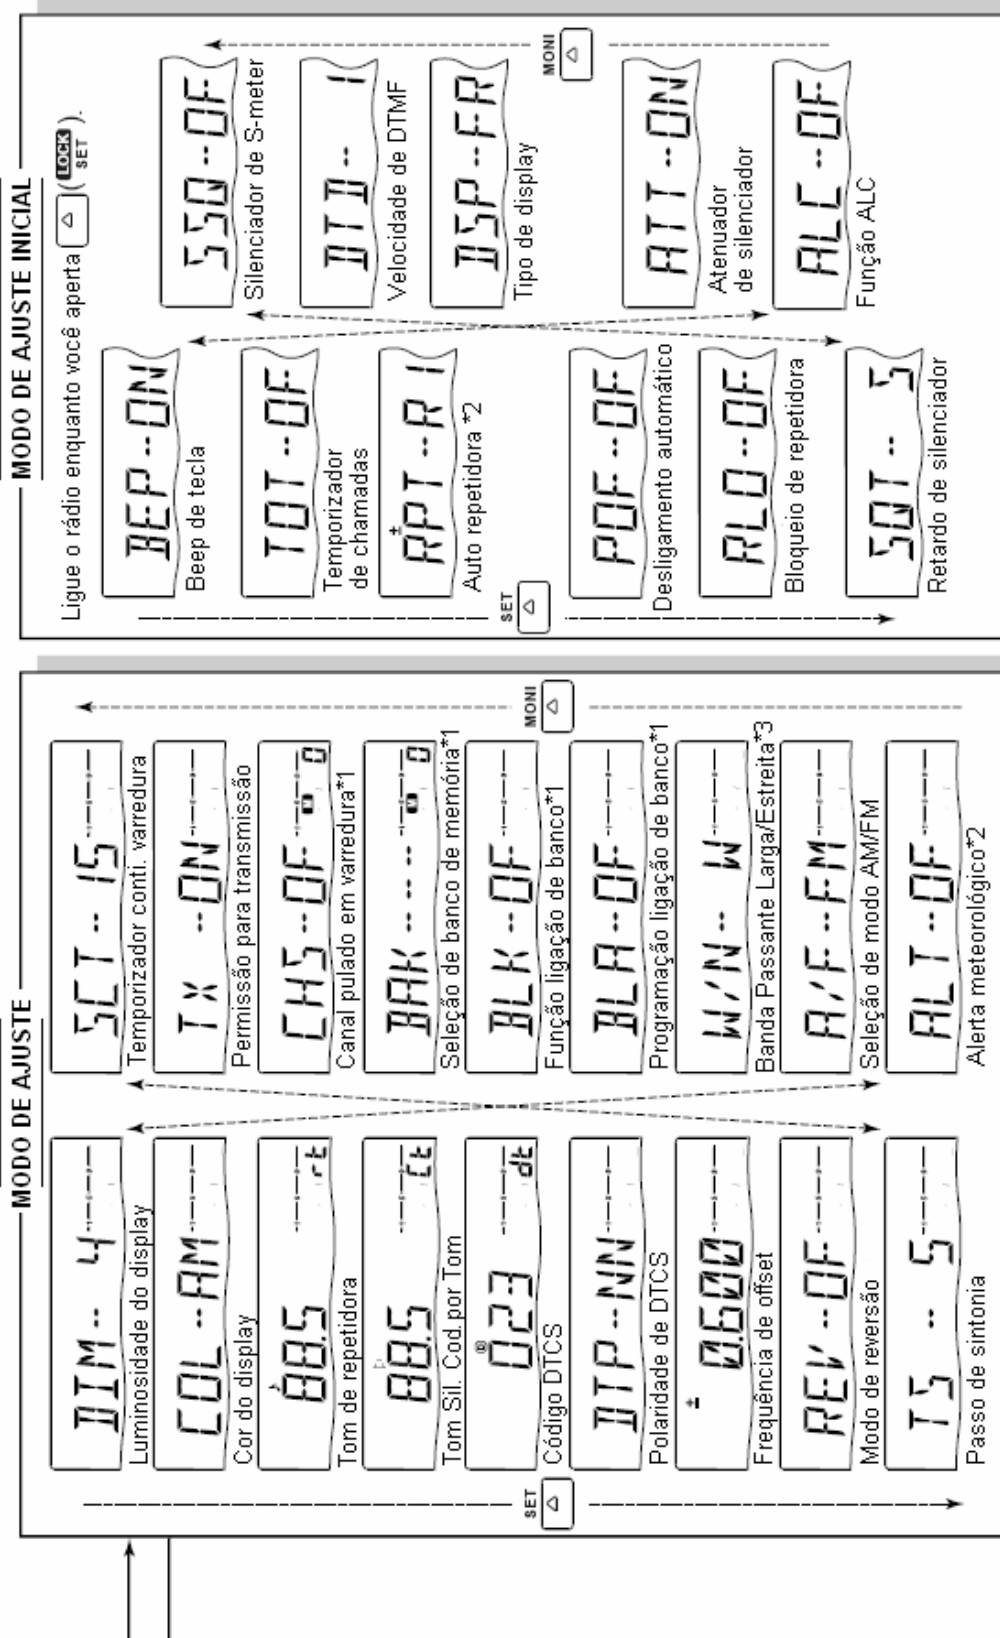 MODO DE AJUSTE
DIM-- 4
Luminosidade do display
COL--AM
Cor do display
88.5 rt
Tom de repetidora
88.5 Ct
Tom Sil. Cod.por Tom
023 dt
Código DTCS
DTP--NN
Polaridade de DTCS
± 0.600
Frequência de offset
REV--OF
Modo de reversão
TS -- 5
Passo de sintonia
SET
SCT--15
Temporizador conti. varredura
TX --ON
Permissão para transmissão
CHS--OF M 0
Canal pulado em varredura*1
BAK---- M 0
Seleção de banco de memória*1
BLK--OF
Função ligação de banco*1
BLA--OF
Programação ligação de banco*1
W/N-- W
Banda Passante Larga/Estreita*3
A/F--FM
Seleção de modo AM/FM
ALT--OF
Alerta meteorológico*2
MONI
MODO DE AJUSTE INICIAL
Ligue o rádio enquanto você aperta (LOCK SET ).
BEP--ON
Beep de tecla
TOT--OF
Temporizador
de chamadas
± RPT--R 1
Auto repetidora *2
POF--OF
Desligamento automático
RLO--OF
Bloqueio de repetidora
SQT-- S
Retardo de silenciador
SET
SSQ--OF
Silenciador de S-meter
DTD-- 1
Velocidade de DTMF
DSP--FR
Tipo de display
ATT--ON
Atenuador
de silenciador
ALC--OF
Função ALC
MONI